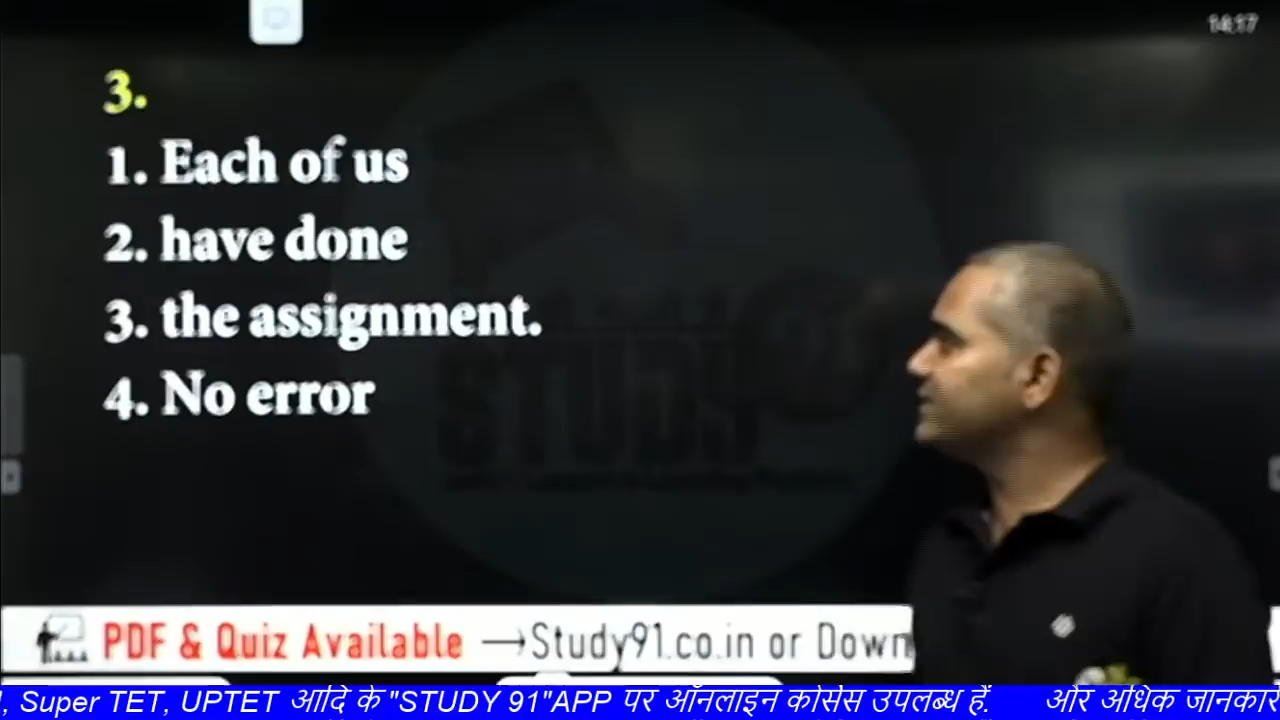 14:17
3.
1. Each of us
2. have done
3. the assignment.
4. No error
STUDY
PDF & Quiz Available →Study91.co.in or Down
, Super TET, UPTET आदि के "STUDY 91"APP पर ऑनलाइन कोर्सेस उपलब्ध हैं. और अधिक जानकार